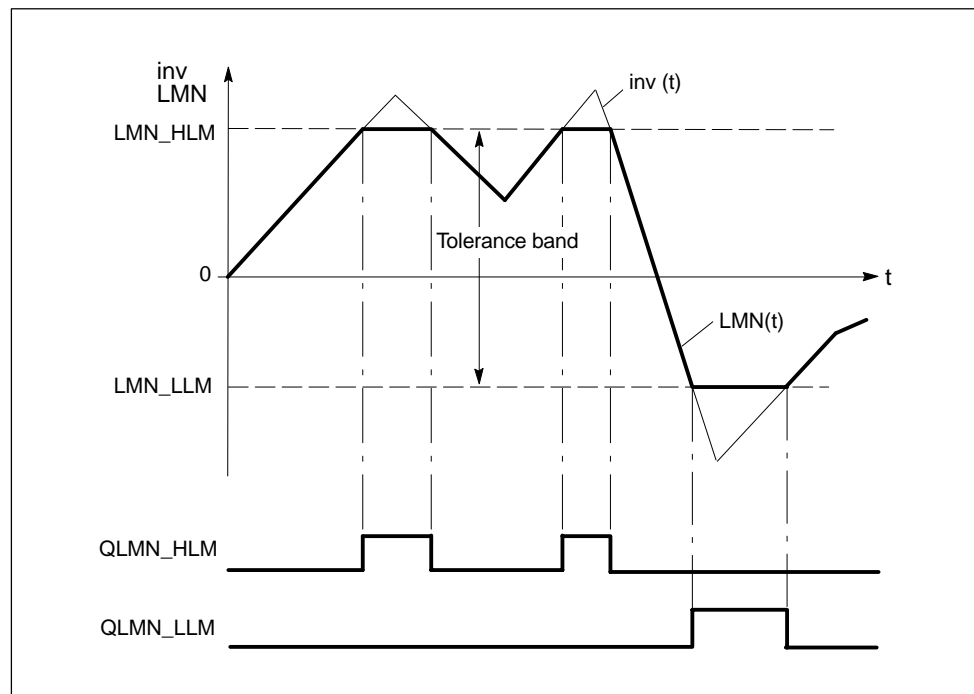 inv
LMN
inv (t)
LMN_HLM
Tolerance band
0
t
LMN(t)
LMN_LLM
QLMN_HLM
QLMN_LLM